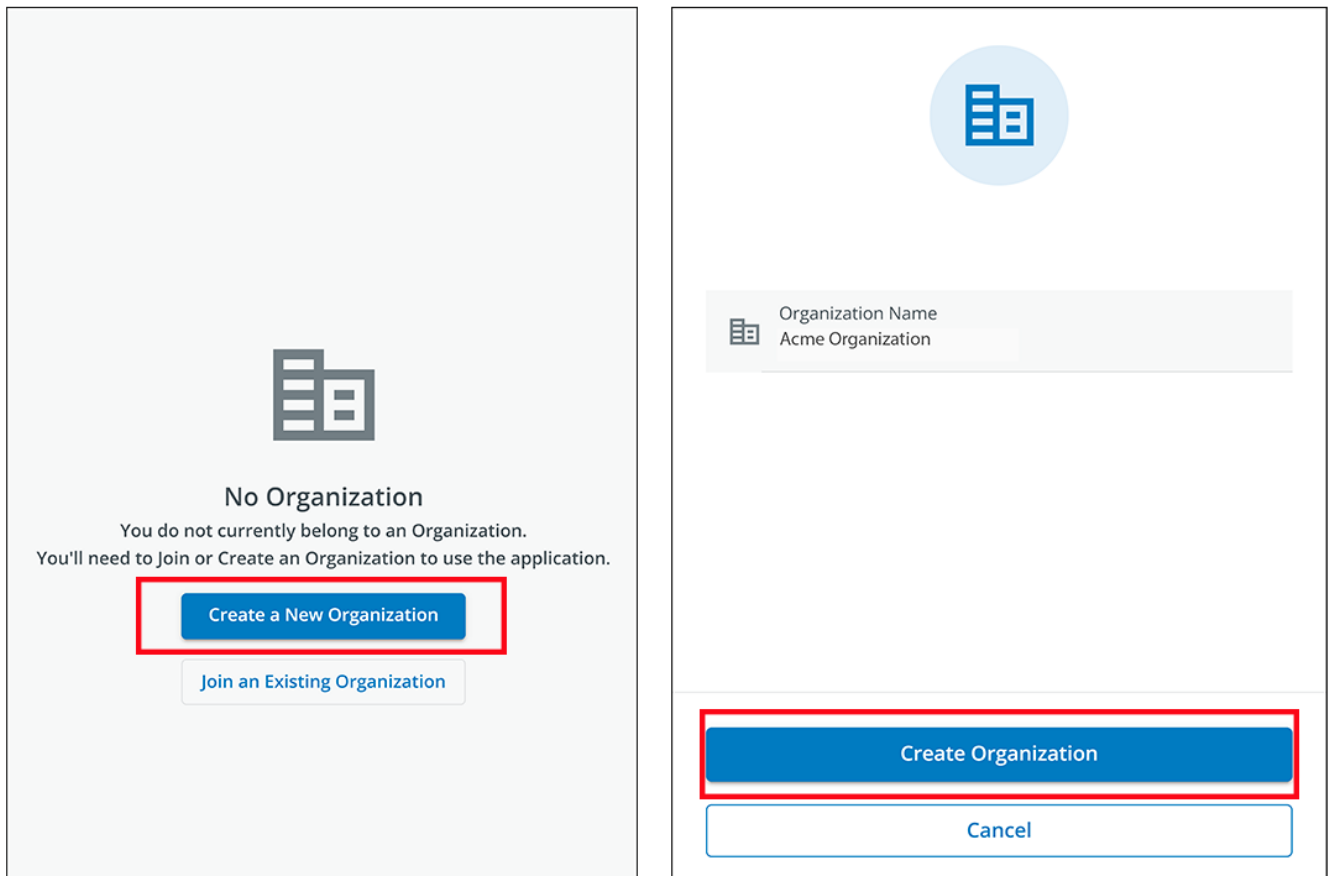 No Organization
You do not currently belong to an Organization.
You'll need to Join or Create an Organization to use the application.
Create a New Organization
Join an Existing Organization
Organization Name
Acme Organization
Create Organization
Cancel